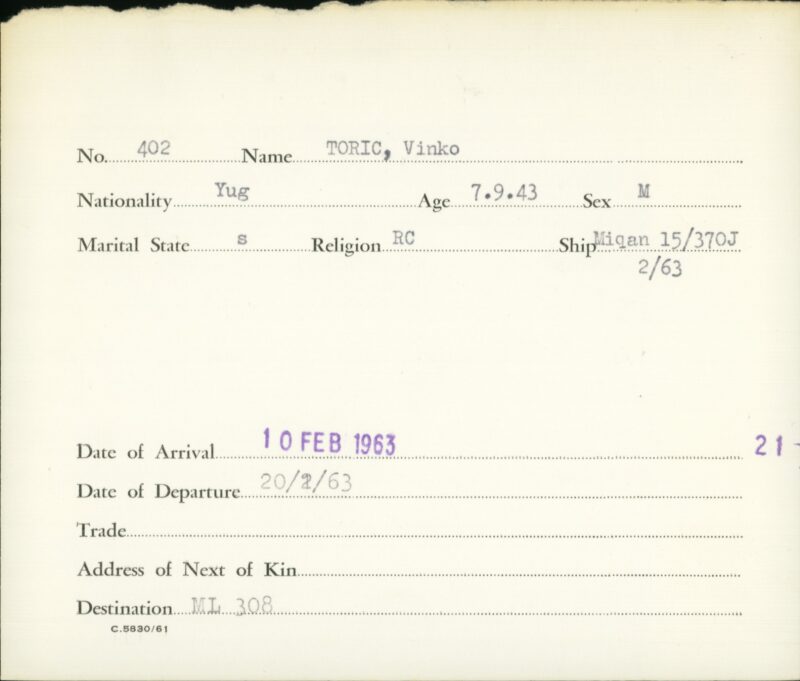 No. 402 Name TORIC, Vinko
Nationality Yug Age 7.9.43 Sex M
Marital State s Religion RC Ship Miqan 15/370J
2/63
Date of Arrival 10 FEB 1963 21-
Date of Departure 20/2/63
Trade
Address of Next of Kin
Destination ML 308
C.5830/61